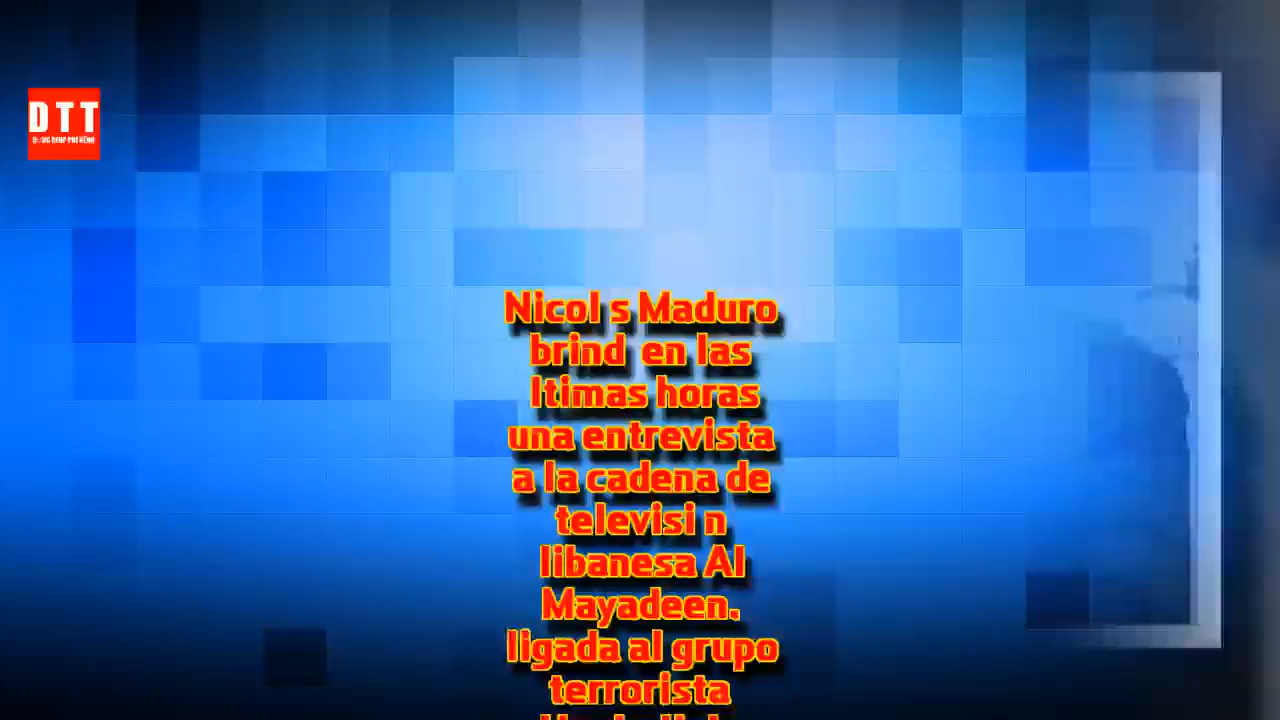 DTT
Nicol s Maduro
brind  en las
ltimas horas
una entrevista
a la cadena de
televisi n
libanesa Al
Mayadeen,
ligada al grupo
terrorista